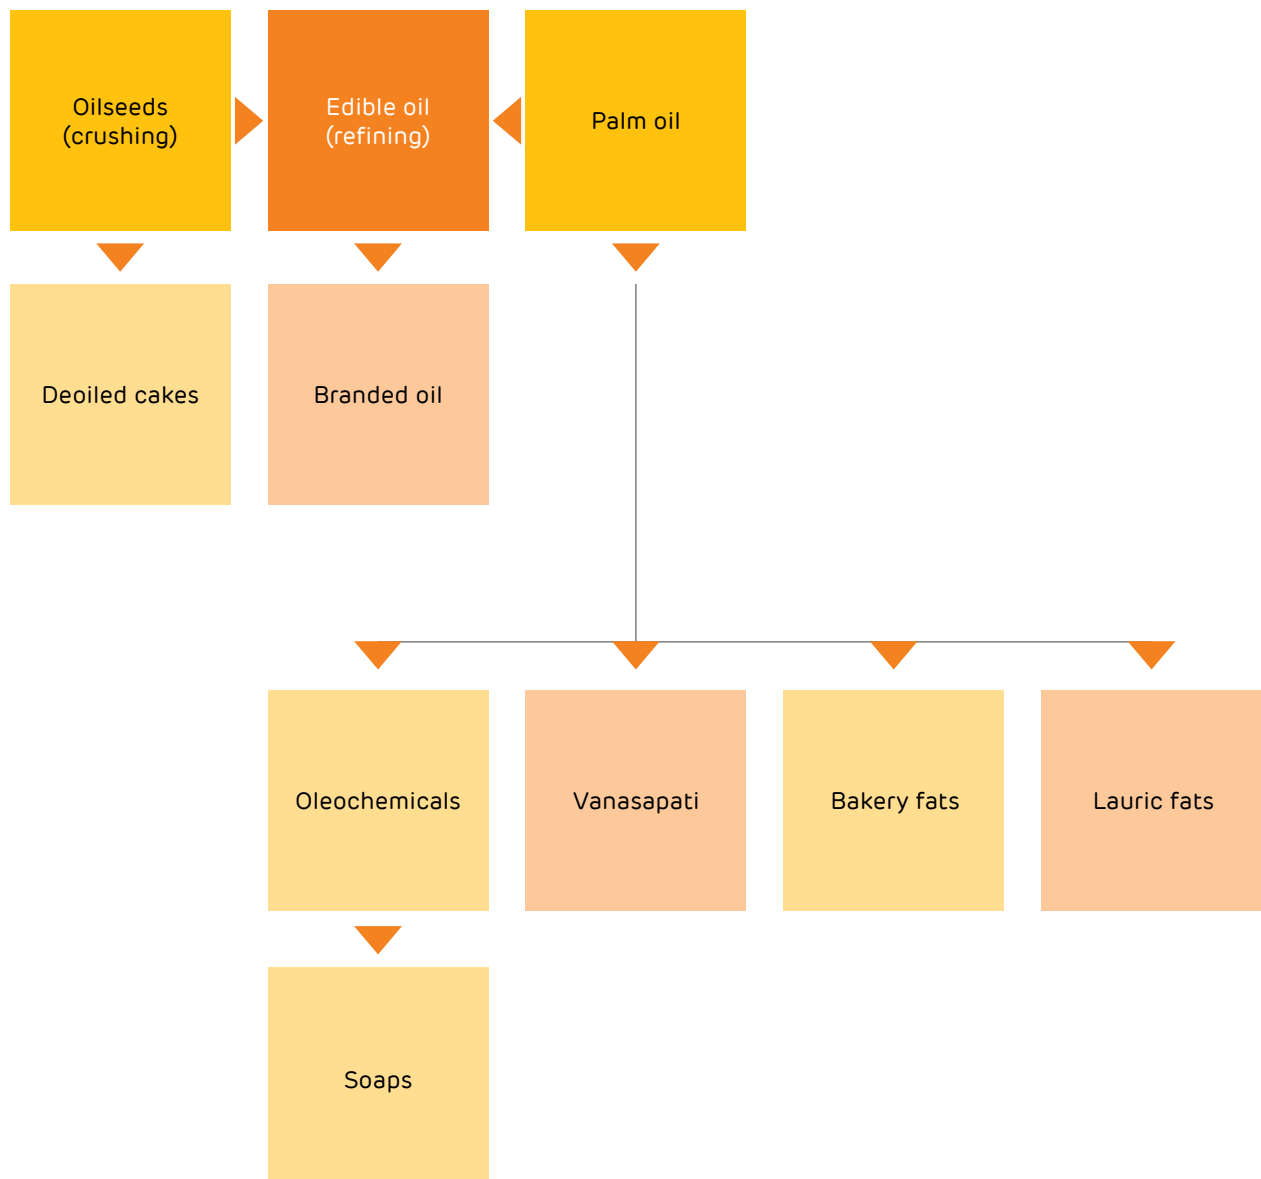 Oilseeds
(crushing)
Edible oil
(refining)
Palm oil
Deoiled cakes
Branded oil
Oleochemicals
Vanasapati
Bakery fats
Lauric fats
Soaps